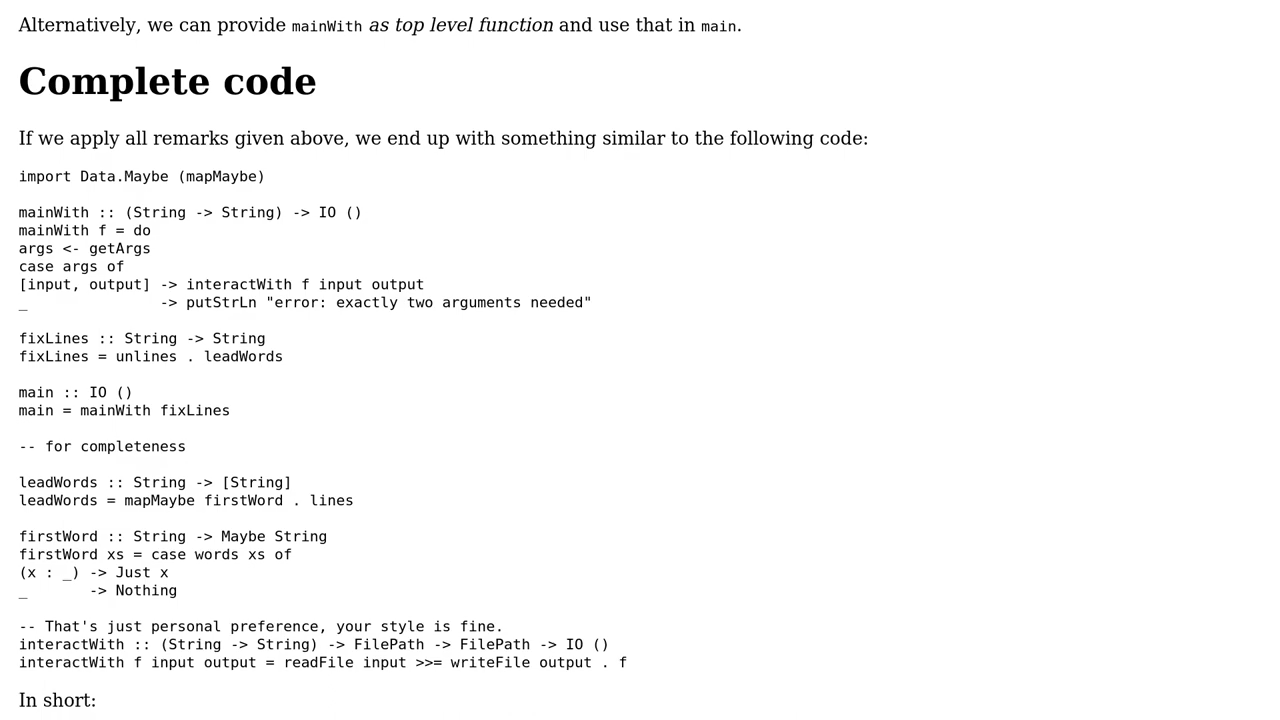 Alternatively, we can provide mainWith as top level function and use that in main.
Complete code
If we apply all remarks given above, we end up with something similar to the following code:
import Data.Maybe (mapMaybe)
mainWith :: (String -> String) -> IO ()
mainWith f = do
args <- getArgs
case args of
[input, output] -> interactWith f input output
_               -> putStrLn "error: exactly two arguments needed"
fixLines :: String -> String
fixLines = unlines . leadWords
main :: IO ()
main = mainWith fixLines
-- for completeness
leadWords :: String -> [String]
leadWords = mapMaybe firstWord . lines
firstWord :: String -> Maybe String
firstWord xs = case words xs of
(x : _) -> Just x
_       -> Nothing
-- That's just personal preference, your style is fine.
interactWith :: (String -> String) -> FilePath -> FilePath -> IO ()
interactWith f input output = readFile input >>= writeFile output . f
In short: